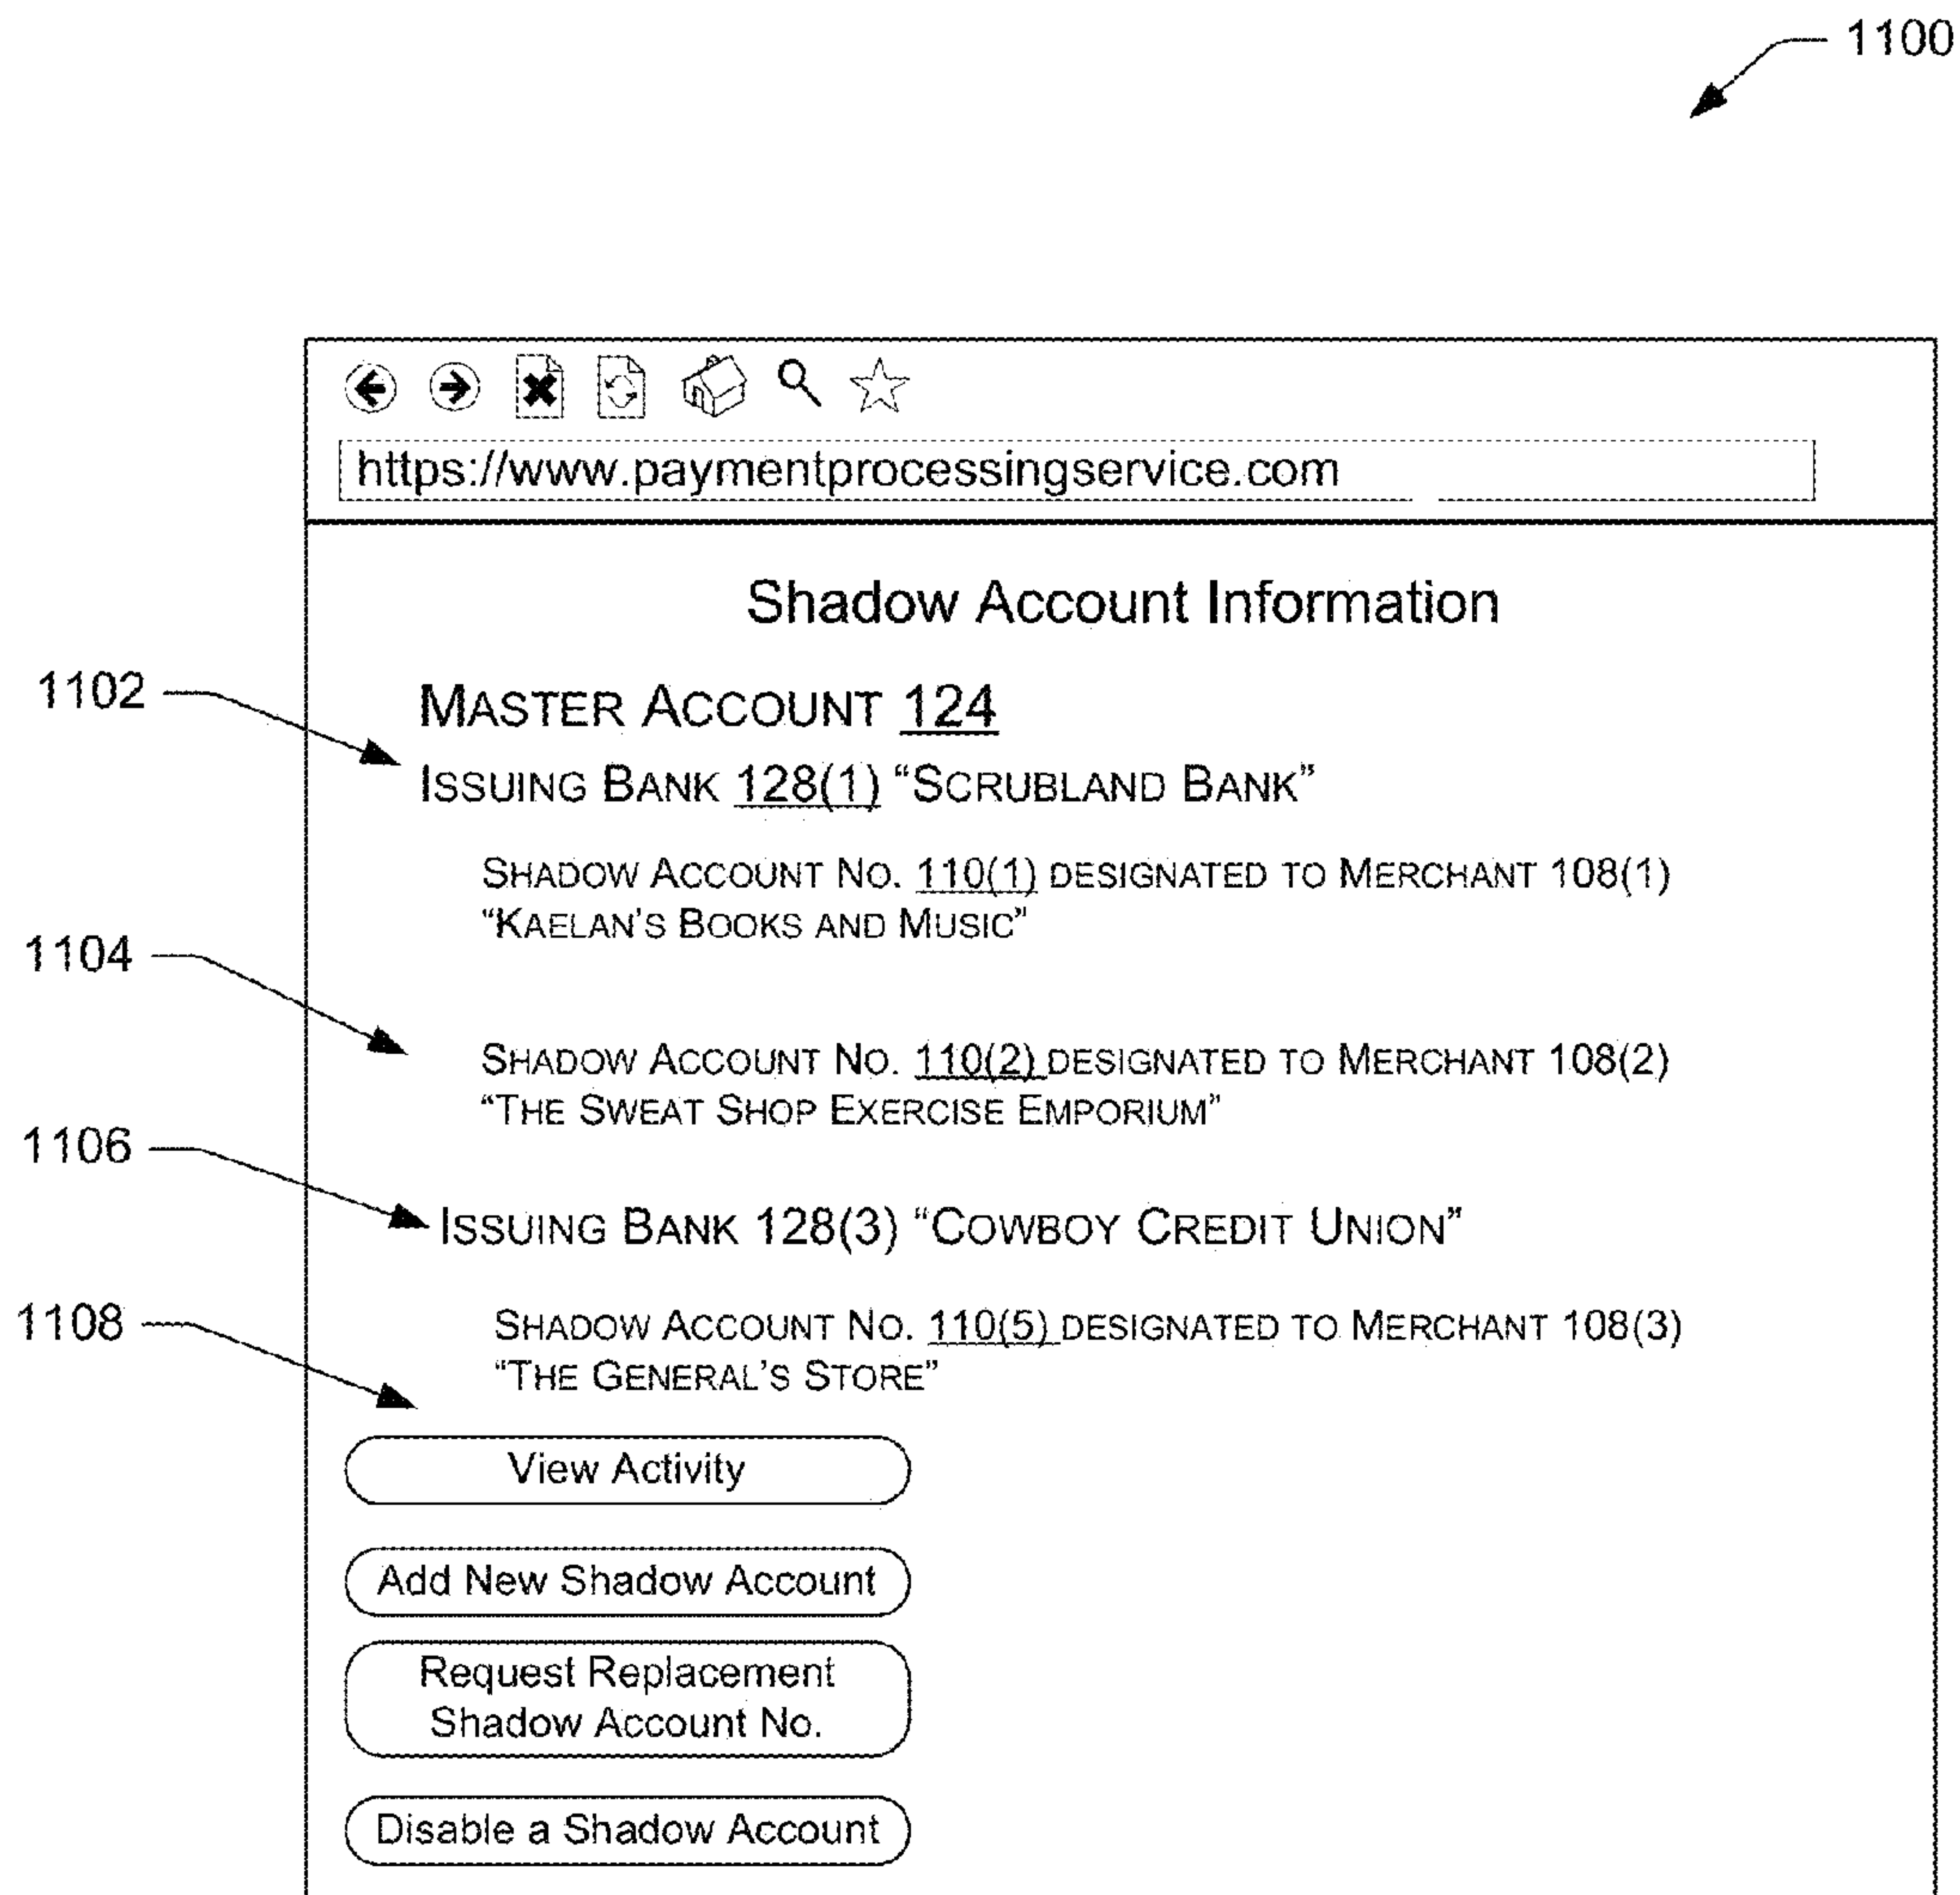 1100
https://www.paymentprocessingservice.com
Shadow Account Information
1102
MASTER ACCOUNT 124
ISSUING BANK 128(1) “SCRUBLAND BANK”
SHADOW ACCOUNT NO. 110(1) DESIGNATED TO MERCHANT 108(1)
“KAELAN’S BOOKS AND MUSIC”
1104
SHADOW ACCOUNT NO. 110(2) DESIGNATED TO MERCHANT 108(2)
“THE SWEAT SHOP EXERCISE EMPORIUM”
1106
ISSUING BANK 128(3) “COWBOY CREDIT UNION”
1108
SHADOW ACCOUNT NO. 110(5) DESIGNATED TO MERCHANT 108(3)
“THE GENERAL’S STORE”
View Activity
Add New Shadow Account
Request Replacement
Shadow Account No.
Disable a Shadow Account